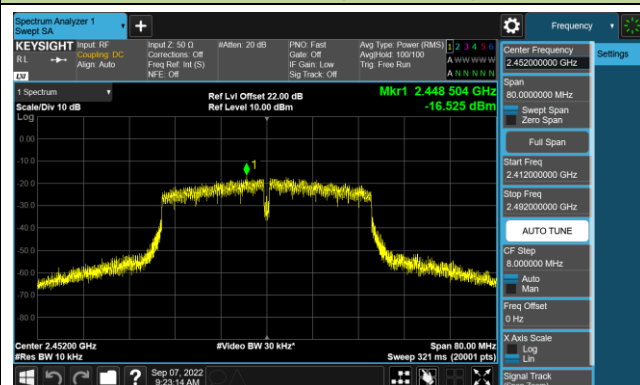 Spectrum Analyzer 1
Swept SA
+
Frequency
KEYSIGHT
RL
LXI
Input: RF
Coupling: DC
Align: Auto
Input Z: 50 Ω
Corrections: Off
Freq Ref: Int (S)
NFE: Off
#Atten: 20 dB
PNO: Fast
Gate: Off
IF Gain: Low
Sig Track: Off
Avg Type: Power (RMS)
Avg|Hold: 100/100
Trig: Free Run
1 2 3 4 5 6
A W W W W W
A N N N N N
Center Frequency
2.452000000 GHz
Settings
Span
80.0000000 MHz
Swept Span
Zero Span
Full Span
Start Freq
2.412000000 GHz
Stop Freq
2.492000000 GHz
AUTO TUNE
CF Step
8.000000 MHz
Auto
Man
Freq Offset
0 Hz
X Axis Scale
Log
Lin
Signal Track
(Span Zoom)
1 Spectrum
Scale/Div 10 dB
Log
Ref Lvl Offset 22.00 dB
Ref Level 10.00 dBm
Mkr1 2.448 504 GHz
-16.525 dBm
0.00
-10.0
-20.0
-30.0
-40.0
-50.0
-60.0
-70.0
-80.0
1
Center 2.45200 GHz
#Res BW 10 kHz
#Video BW 30 kHz*
Span 80.00 MHz
Sweep 321 ms (20001 pts)
?
Sep 07, 2022
9:23:14 AM